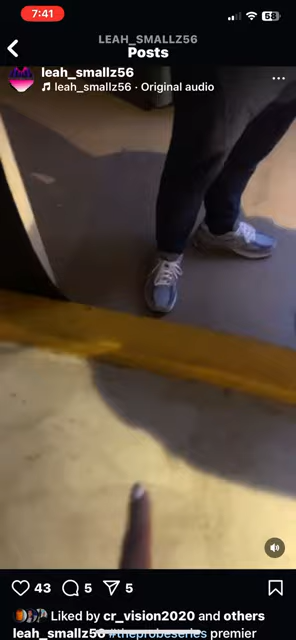 7:41
58
LEAH_SMALLZ56
Posts
leah_smallz56
leah_smallz56 · Original audio
43
5
5
Liked by cr_vision2020 and others
leah_smallz56 #theprobeseries premier